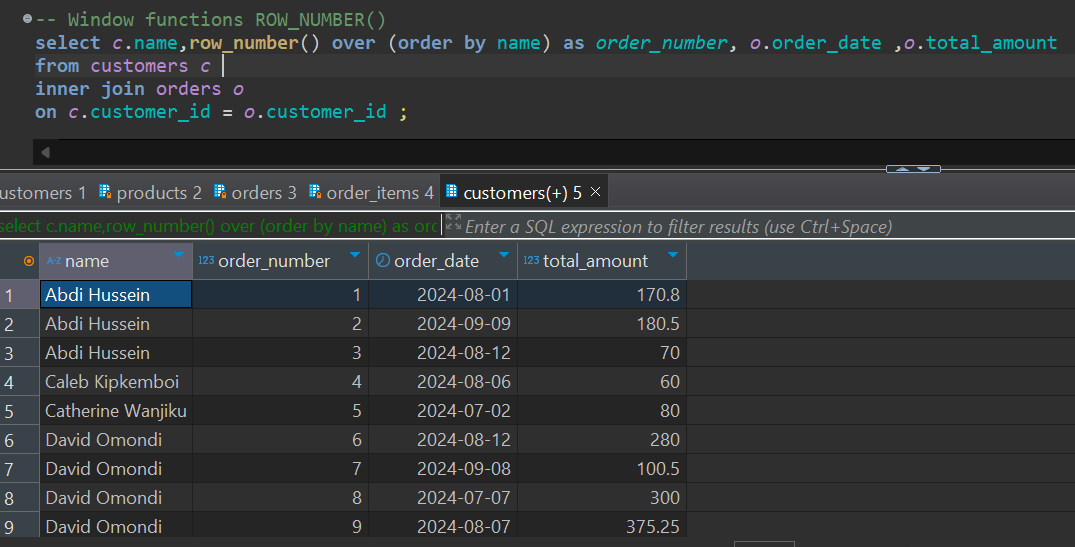 -- Window functions ROW_NUMBER()
select c.name,row_number() over (order by name) as order_number, o.order_date ,o.total_amount
from customers c
inner join orders o
on c.customer_id = o.customer_id ;
ustomers 1 products 2 orders 3 order_items 4 customers(+) 5 ×
select c.name,row_number() over (order by name) as orc Enter a SQL expression to filter results (use Ctrl+Space)
A-Z name 123 order_number order_date 123 total_amount
1 Abdi Hussein 1 2024-08-01 170.8
2 Abdi Hussein 2 2024-09-09 180.5
3 Abdi Hussein 3 2024-08-12 70
4 Caleb Kipkemboi 4 2024-08-06 60
5 Catherine Wanjiku 5 2024-07-02 80
6 David Omondi 6 2024-08-12 280
7 David Omondi 7 2024-09-08 100.5
8 David Omondi 8 2024-07-07 300
9 David Omondi 9 2024-08-07 375.25